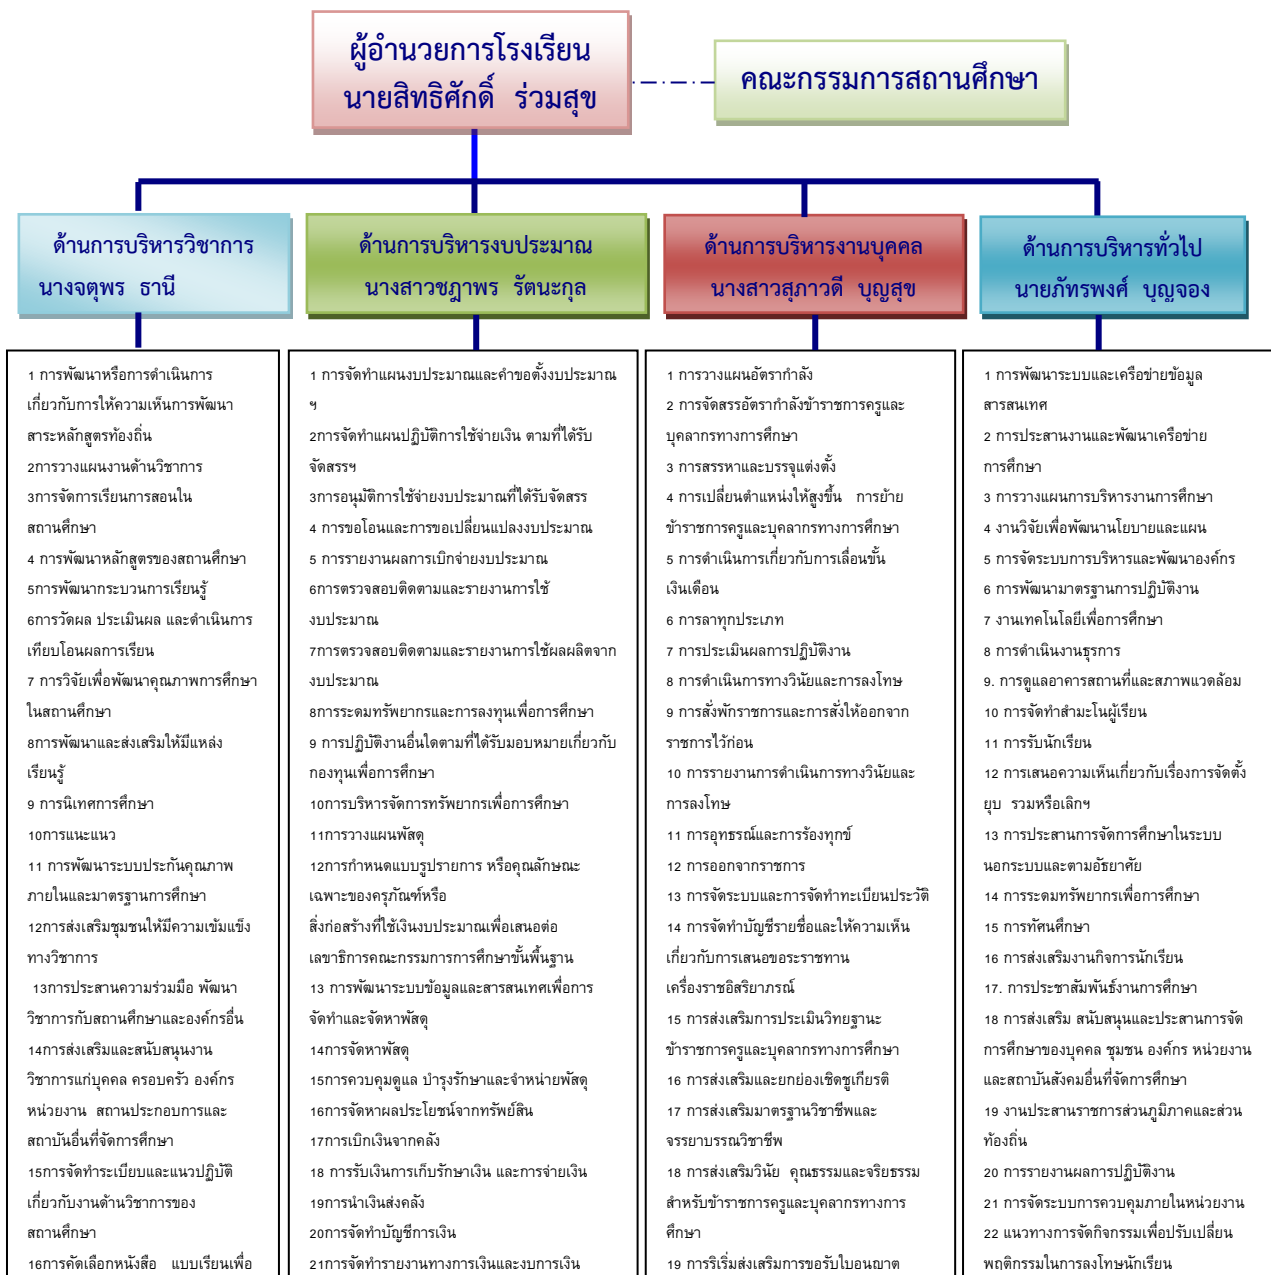 ผู้อำนวยการโรงเรียน
นายสิทธิศักดิ์ ร่วมสุข
คณะกรรมการสถานศึกษา
ด้านการบริหารวิชาการ
นางจตุพร ธานี
ด้านการบริหารงบประมาณ
นางสาวชฎาพร รัตนะกุล
ด้านการบริหารงานบุคคล
นางสาวสุภาวดี บุญสุข
ด้านการบริหารทั่วไป
นายภัทรพงศ์ บุญจอง
1 การพัฒนาหรือการดำเนินการ
เกี่ยวกับการให้ความเห็นการพัฒนา
สาระหลักสูตรท้องถิ่น
2การวางแผนงานด้านวิชาการ
3การจัดการเรียนการสอนใน
สถานศึกษา
4 การพัฒนาหลักสูตรของสถานศึกษา
5การพัฒนากระบวนการเรียนรู้
6การวัดผล ประเมินผล และดำเนินการ
เทียบโอนผลการเรียน
7 การวิจัยเพื่อพัฒนาคุณภาพการศึกษา
ในสถานศึกษา
8การพัฒนาและส่งเสริมให้มีแหล่ง
เรียนรู้
9 การนิเทศการศึกษา
10การแนะแนว
11 การพัฒนาระบบประกันคุณภาพ
ภายในและมาตรฐานการศึกษา
12การส่งเสริมชุมชนให้มีความเข้มแข็ง
ทางวิชาการ
13การประสานความร่วมมือ พัฒนา
วิชาการกับสถานศึกษาและองค์กรอื่น
14การส่งเสริมและสนับสนุนงาน
วิชาการแก่บุคคล ครอบครัว องค์กร
หน่วยงาน สถานประกอบการและ
สถาบันอื่นที่จัดการศึกษา
15การจัดทำระเบียบและแนวปฏิบัติ
เกี่ยวกับงานด้านวิชาการของ
สถานศึกษา
16การคัดเลือกหนังสือ แบบเรียนเพื่อ
1 การจัดทำแผนงบประมาณและคำขอตั้งงบประมาณ
ฯ
2การจัดทำแผนปฏิบัติการใช้จ่ายเงิน ตามที่ได้รับ
จัดสรรฯ
3การอนุมัติการใช้จ่ายงบประมาณที่ได้รับจัดสรร
4 การขอโอนและการขอเปลี่ยนแปลงงบประมาณ
5 การรายงานผลการเบิกจ่ายงบประมาณ
6การตรวจสอบติดตามและรายงานการใช้
งบประมาณ
7การตรวจสอบติดตามและรายงานการใช้ผลผลิตจาก
งบประมาณ
8การระดมทรัพยากรและการลงทุนเพื่อการศึกษา
9 การปฏิบัติงานอื่นใดตามที่ได้รับมอบหมายเกี่ยวกับ
กองทุนเพื่อการศึกษา
10การบริหารจัดการทรัพยากรเพื่อการศึกษา
11การวางแผนพัสดุ
12การกำหนดแบบรูปรายการ หรือคุณลักษณะ
เฉพาะของครุภัณฑ์หรือ
สิ่งก่อสร้างที่ใช้เงินงบประมาณเพื่อเสนอต่อ
เลขาธิการคณะกรรมการการศึกษาขั้นพื้นฐาน
13 การพัฒนาระบบข้อมูลและสารสนเทศเพื่อการ
จัดทำและจัดหาพัสดุ
14การจัดหาพัสดุ
15การควบคุมดูแล บำรุงรักษาและจำหน่ายพัสดุ
16การจัดหาผลประโยชน์จากทรัพย์สิน
17การเบิกเงินจากคลัง
18 การรับเงินการเก็บรักษาเงิน และการจ่ายเงิน
19การนำเงินส่งคลัง
20การจัดทำบัญชีการเงิน
21การจัดทำรายงานทางการเงินและงบการเงิน
1 การวางแผนอัตรากำลัง
2 การจัดสรรอัตรากำลังข้าราชการครูและ
บุคลากรทางการศึกษา
3 การสรรหาและบรรจุแต่งตั้ง
4 การเปลี่ยนตำแหน่งให้สูงขึ้น การย้าย
ข้าราชการครูและบุคลากรทางการศึกษา
5 การดำเนินการเกี่ยวกับการเลื่อนขั้น
เงินเดือน
6 การลาทุกประเภท
7 การประเมินผลการปฏิบัติงาน
8 การดำเนินการทางวินัยและการลงโทษ
9 การสั่งพักราชการและการสั่งให้ออกจาก
ราชการไว้ก่อน
10 การรายงานการดำเนินการทางวินัยและ
การลงโทษ
11 การอุทธรณ์และการร้องทุกข์
12 การออกจากราชการ
13 การจัดระบบและการจัดทำทะเบียนประวัติ
14 การจัดทำบัญชีรายชื่อและให้ความเห็น
เกี่ยวกับการเสนอขอพระราชทาน
เครื่องราชอิสริยาภรณ์
15 การส่งเสริมการประเมินวิทยฐานะ
ข้าราชการครูและบุคลากรทางการศึกษา
16 การส่งเสริมและยกย่องเชิดชูเกียรติ
17 การส่งเสริมมาตรฐานวิชาชีพและ
จรรยาบรรณวิชาชีพ
18 การส่งเสริมวินัย คุณธรรมและจริยธรรม
สำหรับข้าราชการครูและบุคลากรทางการ
ศึกษา
19 การริเริ่มส่งเสริมการขอรับใบอนุญาต
1 การพัฒนาระบบและเครือข่ายข้อมูล
สารสนเทศ
2 การประสานงานและพัฒนาเครือข่าย
การศึกษา
3 การวางแผนการบริหารงานการศึกษา
4 งานวิจัยเพื่อพัฒนานโยบายและแผน
5 การจัดระบบการบริหารและพัฒนาองค์กร
6 การพัฒนามาตรฐานการปฏิบัติงาน
7 งานเทคโนโลยีเพื่อการศึกษา
8 การดำเนินงานธุรการ
9. การดูแลอาคารสถานที่และสภาพแวดล้อม
10 การจัดทำสำมะโนผู้เรียน
11 การรับนักเรียน
12 การเสนอความเห็นเกี่ยวกับเรื่องการจัดตั้ง
ยุบ รวมหรือเลิกฯ
13 การประสานการจัดการศึกษาในระบบ
นอกระบบและตามอัธยาศัย
14 การระดมทรัพยากรเพื่อการศึกษา
15 การทัศนศึกษา
16 การส่งเสริมงานกิจการนักเรียน
17. การประชาสัมพันธ์งานการศึกษา
18 การส่งเสริม สนับสนุนและประสานการจัด
การศึกษาของบุคคล ชุมชน องค์กร หน่วยงาน
และสถาบันสังคมอื่นที่จัดการศึกษา
19 งานประสานราชการส่วนภูมิภาคและส่วน
ท้องถิ่น
20 การรายงานผลการปฏิบัติงาน
21 การจัดระบบการควบคุมภายในหน่วยงาน
22 แนวทางการจัดกิจกรรมเพื่อปรับเปลี่ยน
พฤติกรรมในการลงโทษนักเรียน